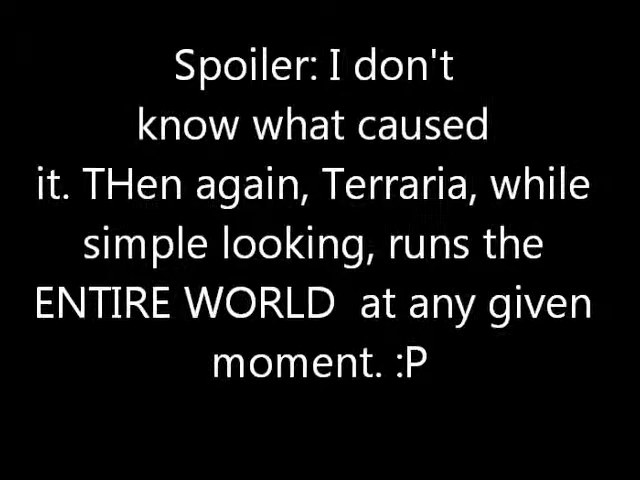 Spoiler: I don't
know what caused
it. THen again, Terraria, while
simple looking, runs the
ENTIRE WORLD  at any given
moment. :P